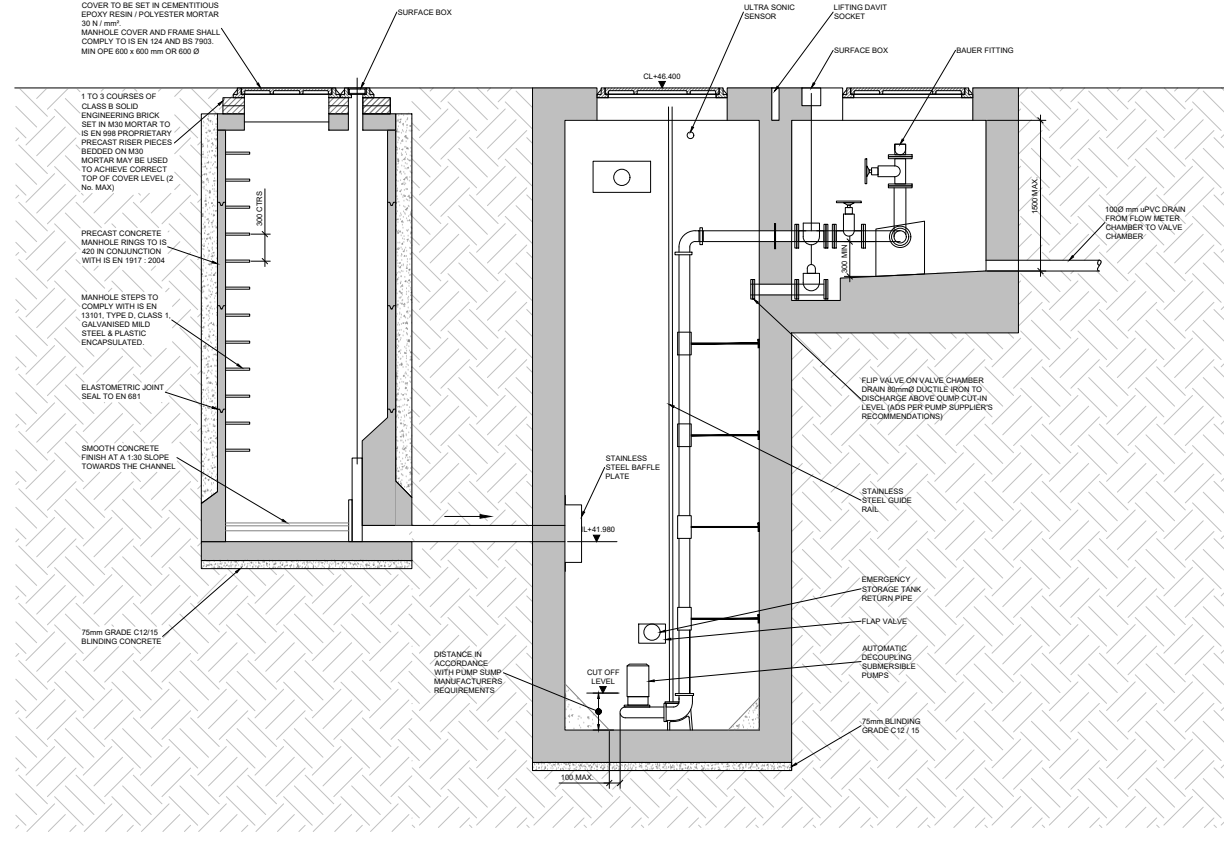 COVER TO BE SET IN CEMENTITIOUS
EPOXY RESIN / POLYESTER MORTAR
30 N / mm².
MANHOLE COVER AND FRAME SHALL
COMPLY TO IS EN 124 AND BS 7903.
MIN OPE 600 x 600 mm OR 600 Ø
SURFACE BOX
1 TO 3 COURSES OF
CLASS B SOLID
ENGINEERING BRICK
SET IN M30 MORTAR TO
IS EN 998 PROPRIETARY
PRECAST RISER PIECES
BEDDED ON M30
MORTAR MAY BE USED
TO ACHIEVE CORRECT
TOP OF COVER LEVEL (2
No. MAX)
300 CTRS
PRECAST CONCRETE
MANHOLE RINGS TO IS
420 IN CONJUNCTION
WITH IS EN 1917 : 2004
MANHOLE STEPS TO
COMPLY WITH IS EN
13101, TYPE D, CLASS 1,
GALVANISED MILD
STEEL & PLASTIC
ENCAPSULATED.
ELASTOMETRIC JOINT
SEAL TO EN 681
SMOOTH CONCRETE
FINISH AT A 1:30 SLOPE
TOWARDS THE CHANNEL
75mm GRADE C12/15
BLINDING CONCRETE
CL+46.400
ULTRA SONIC
SENSOR
LIFTING DAVIT
SOCKET
SURFACE BOX
BAUER FITTING
1500 MAX.
300 MIN
100Ø mm uPVC DRAIN
FROM FLOW METER
CHAMBER TO VALVE
CHAMBER
FLIP VALVE ON VALVE CHAMBER
DRAIN 80mmØ DUCTILE IRON TO
DISCHARGE ABOVE OUMP CUT-IN
LEVEL (ADS PER PUMP SUPPLIER'S
RECOMMENDATIONS)
STAINLESS
STEEL BAFFLE
PLATE
IL+41.980
STAINLESS
STEEL GUIDE
RAIL
EMERGENCY
STORAGE TANK
RETURN PIPE
FLAP VALVE
AUTOMATIC
DECOUPLING
SUBMERSIBLE
PUMPS
DISTANCE IN
ACCORDANCE
WITH PUMP SUMP
MANUFACTURERS
REQUIREMENTS
CUT OFF
LEVEL
75mm BLINDING
GRADE C12 / 15
100 MAX.